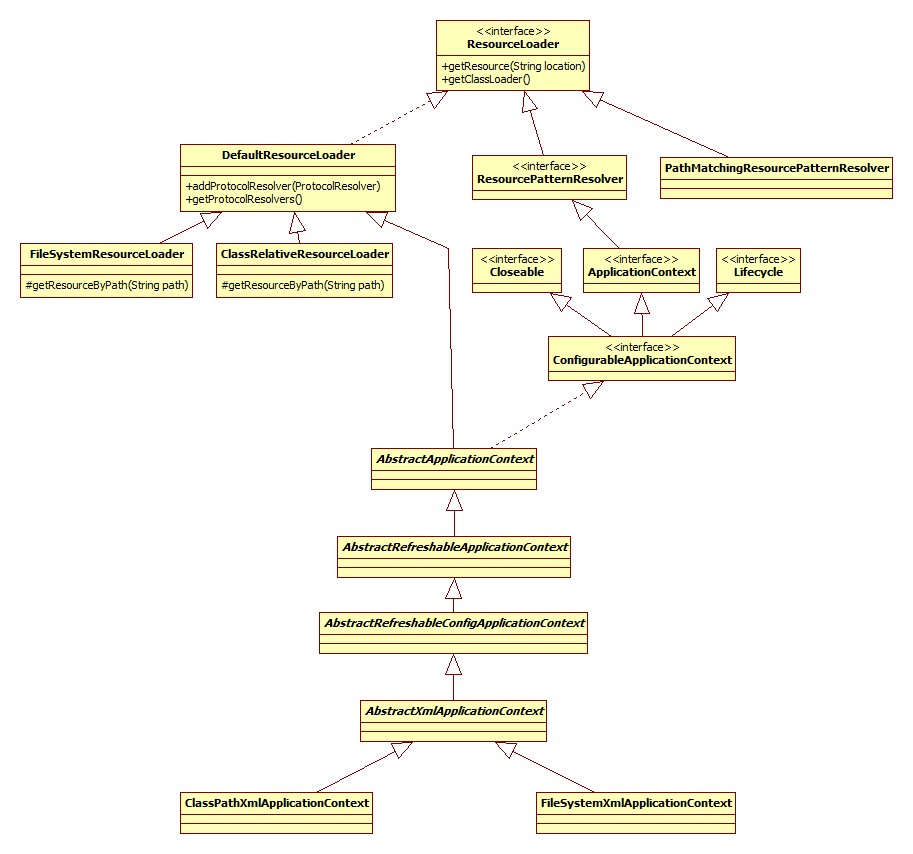 <<interface>>
ResourceLoader
+getResource(String location)
+getClassLoader()
DefaultResourceLoader
+addProtocolResolver(ProtocolResolver)
+getProtocolResolvers()
<<interface>>
ResourcePatternResolver
PathMatchingResourcePatternResolver
FileSystemResourceLoader
#getResourceByPath(String path)
ClassRelativeResourceLoader
#getResourceByPath(String path)
<<interface>>
Closeable
<<interface>>
ApplicationContext
<<interface>>
Lifecycle
<<interface>>
ConfigurableApplicationContext
AbstractApplicationContext
AbstractRefreshableApplicationContext
AbstractRefreshableConfigApplicationContext
AbstractXmlApplicationContext
ClassPathXmlApplicationContext
FileSystemXmlApplicationContext